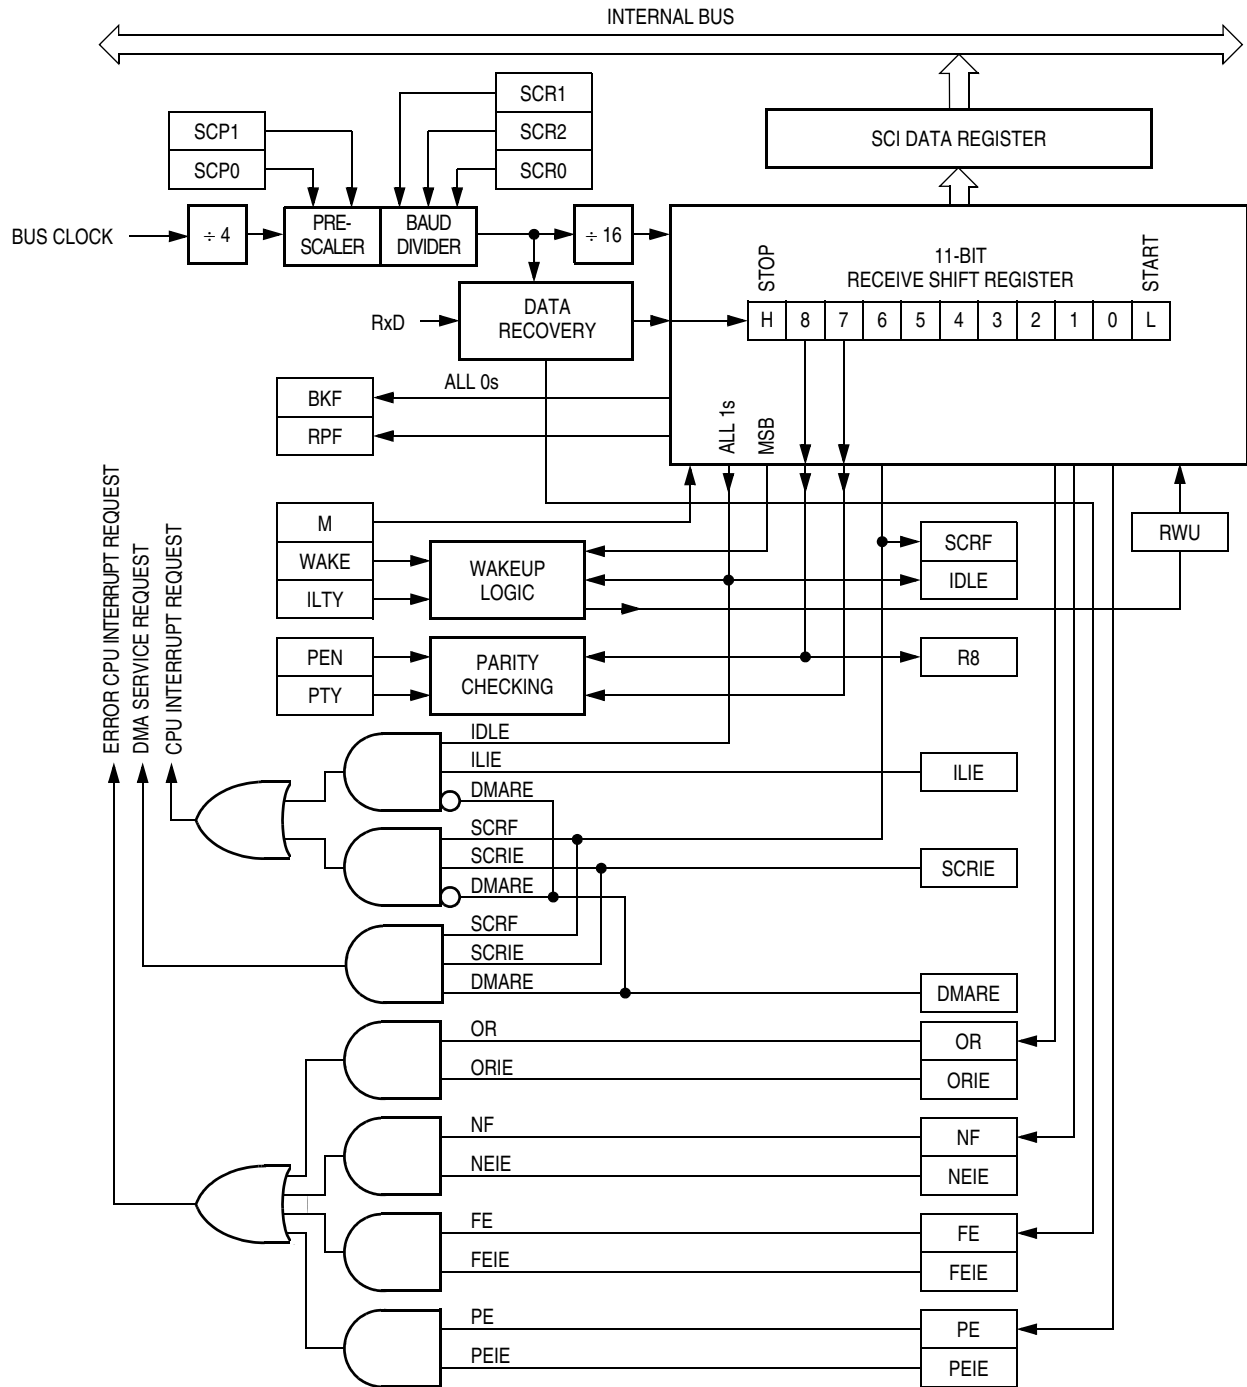 INTERNAL BUS
SCR1
SCR2
SCR0
SCP1
SCP0
SCI DATA REGISTER
BUS CLOCK
÷ 4
PRE-
SCALER
BAUD
DIVIDER
÷ 16
STOP
11-BIT
RECEIVE SHIFT REGISTER
START
H 8 7 6 5 4 3 2 1 0 L
RxD
DATA
RECOVERY
ALL 0s
BKF
RPF
ALL 1s
MSB
M
WAKE
ILTY
WAKEUP
LOGIC
SCRF
IDLE
RWU
PEN
PTY
PARITY
CHECKING
R8
ERROR CPU INTERRUPT REQUEST
DMA SERVICE REQUEST
CPU INTERRUPT REQUEST
IDLE
ILIE
DMARE
ILIE
SCRF
SCRIE
DMARE
SCRIE
SCRF
SCRIE
DMARE
DMARE
OR
ORIE
OR
ORIE
NF
NEIE
NF
NEIE
FE
FEIE
FE
FEIE
PE
PEIE
PE
PEIE